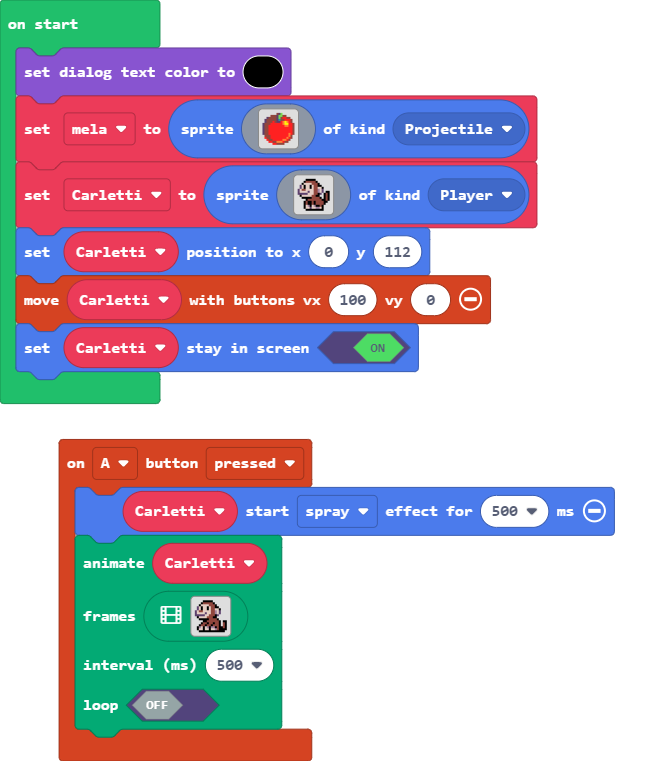 on start
set dialog text color to
set mela to sprite of kind Projectile
set Carletti to sprite of kind Player
set Carletti position to x 0 y 112
move Carletti with buttons vx 100 vy 0
set Carletti stay in screen ON
on A button pressed
Carletti start spray effect for 500 ms
animate Carletti
frames
interval (ms) 500
loop OFF